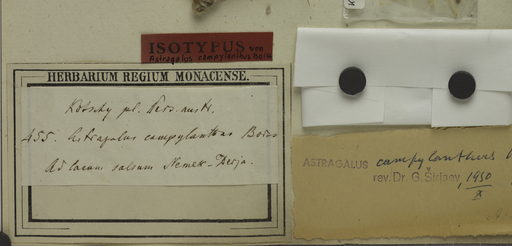 ISOTYPUS von
Astragalus campylanthus Boiss
HERBARIUM REGIUM MONACENSE.
Kotschy pl. Pers. austr.
455. Astragalus campylanthus Boiss
Ad lacum salsum Nemek-Derja.
ASTRAGALUS campylanthus
rev. Dr. G. Širjaev, 1930
X